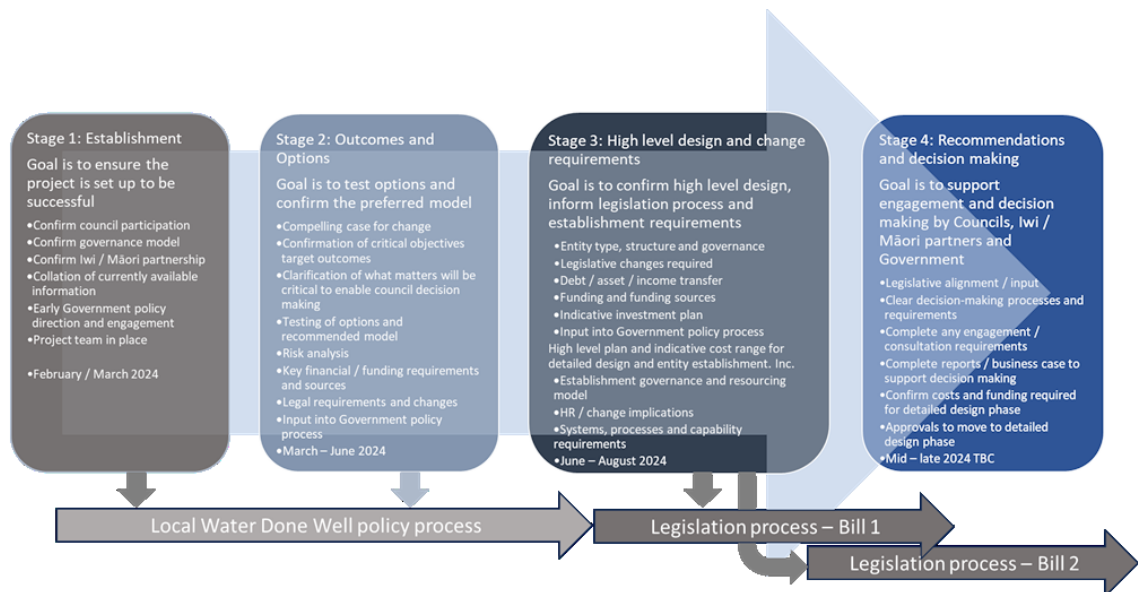 Stage 1: Establishment
Goal is to ensure the
project is set up to be
successful
•Confirm council participation
•Confirm governance model
•Confirm Iwi / Māori partnership
•Collation of currently available
information
•Early Government policy
direction and engagement
•Project team in place
•February / March 2024
Stage 2: Outcomes and
Options
Goal is to test options and
confirm the preferred model
•Compelling case for change
•Confirmation of critical objectives
target outcomes
•Clarification of what matters will be
critical to enable council decision
making
•Testing of options and
recommended model
•Risk analysis
•Key financial / funding requirements
and sources
•Legal requirements and changes
•Input into Government policy
process
•March – June 2024
Stage 3: High level design and change
requirements
Goal is to confirm high level design,
inform legislation process and
establishment requirements
•Entity type, structure and governance
•Legislative changes required
•Debt / asset / income transfer
•Funding and funding sources
•Indicative investment plan
•Input into Government policy process
High level plan and indicative cost range for
detailed design and entity establishment. Inc.
•Establishment governance and resourcing
model
•HR / change implications
•Systems, processes and capability
requirements
•June – August 2024
Stage 4: Recommendations
and decision making
Goal is to support
engagement and decision
making by Councils, Iwi /
Māori partners and
Government
•Legislative alignment / input
•Clear decision-making processes and
requirements
•Complete any engagement /
consultation requirements
•Complete reports / business case to
support decision making
•Confirm costs and funding required
for detailed design phase
•Approvals to move to detailed
design phase
•Mid – late 2024 TBC
Local Water Done Well policy process
Legislation process – Bill 1
Legislation process – Bill 2